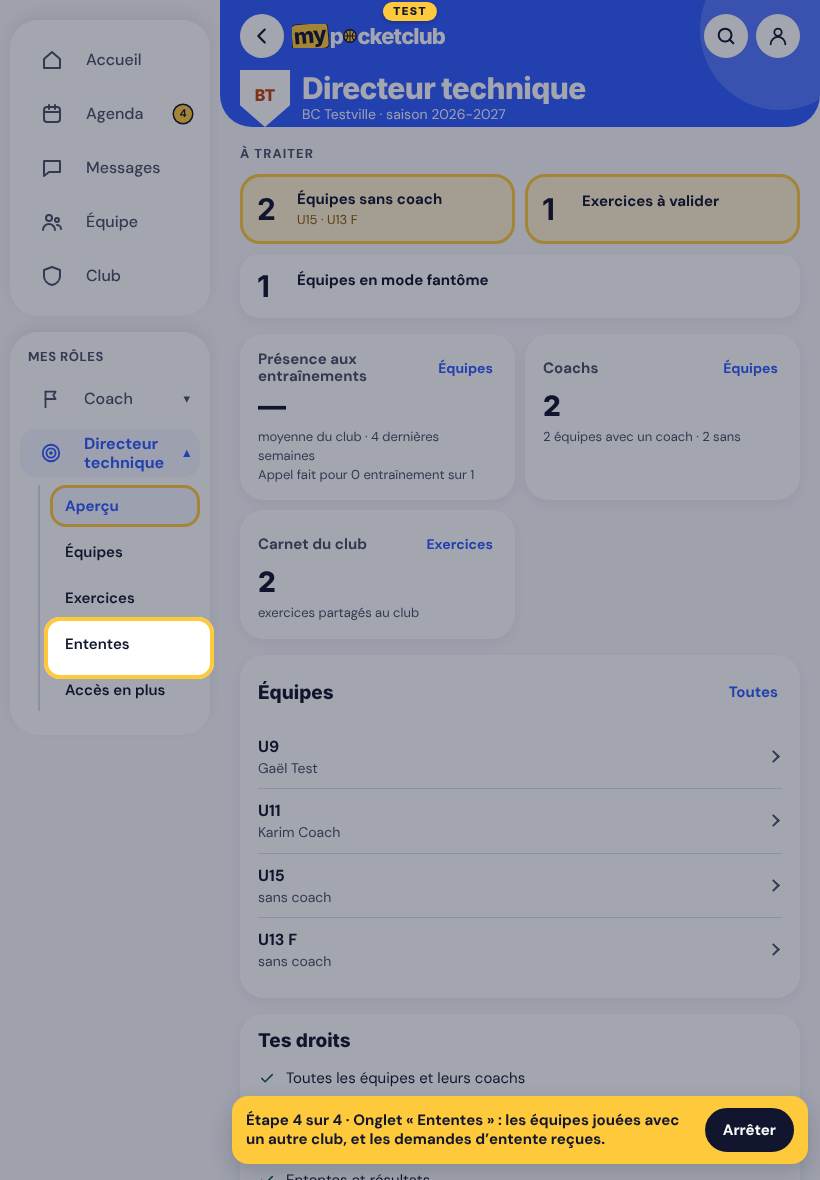 TEST
mypocketclub
Accueil
Agenda
4
Messages
Équipe
Club
MES RÔLES
Coach
Directeur
technique
Aperçu
Équipes
Exercices
Ententes
Accès en plus
BT
Directeur technique
BC Testville · saison 2026-2027
À TRAITER
2
Équipes sans coach
U15 · U13 F
1
Exercices à valider
1
Équipes en mode fantôme
Présence aux
entraînements
Équipes
—
moyenne du club · 4 dernières
semaines
Appel fait pour 0 entraînement sur 1
Coachs
Équipes
2
2 équipes avec un coach · 2 sans
Carnet du club
Exercices
2
exercices partagés au club
Équipes
Toutes
U9
Gaël Test
U11
Karim Coach
U15
sans coach
U13 F
sans coach
Tes droits
Toutes les équipes et leurs coachs
Étape 4 sur 4 · Onglet « Ententes » : les équipes jouées avec
un autre club, et les demandes d'entente reçues.
Arrêter
Ententes et résultats